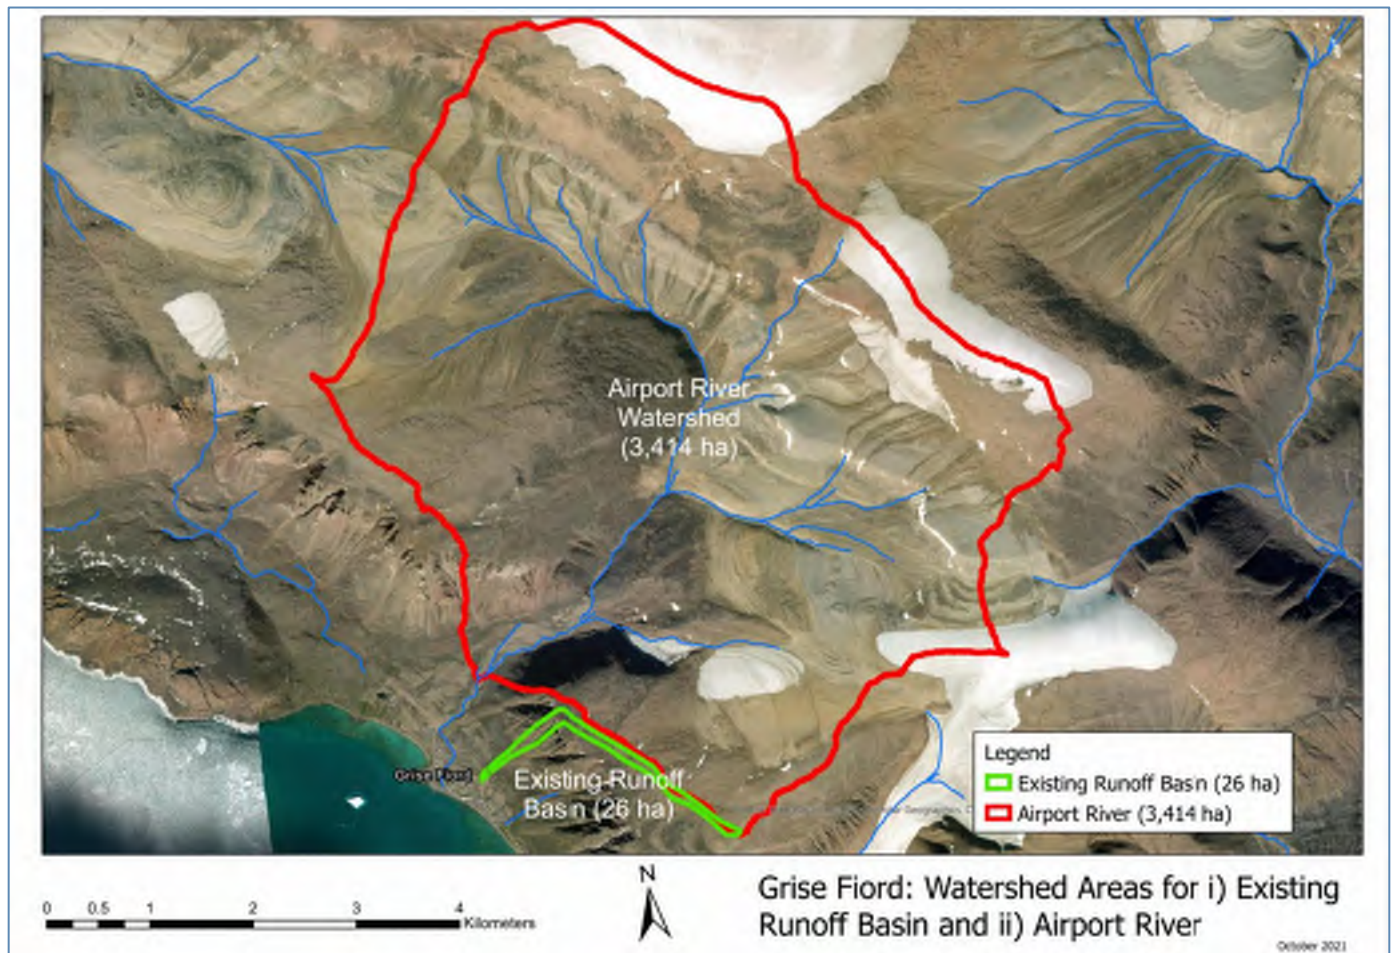 Airport River
Watershed
(3,414 ha)
Grise Fiord
Existing Runoff
Basin (26 ha)
Legend
Existing Runoff Basin (26 ha)
Airport River (3,414 ha)
0 0.5 1 2 3 4
Kilometers
N
Grise Fiord: Watershed Areas for i) Existing
Runoff Basin and ii) Airport River
October 2021